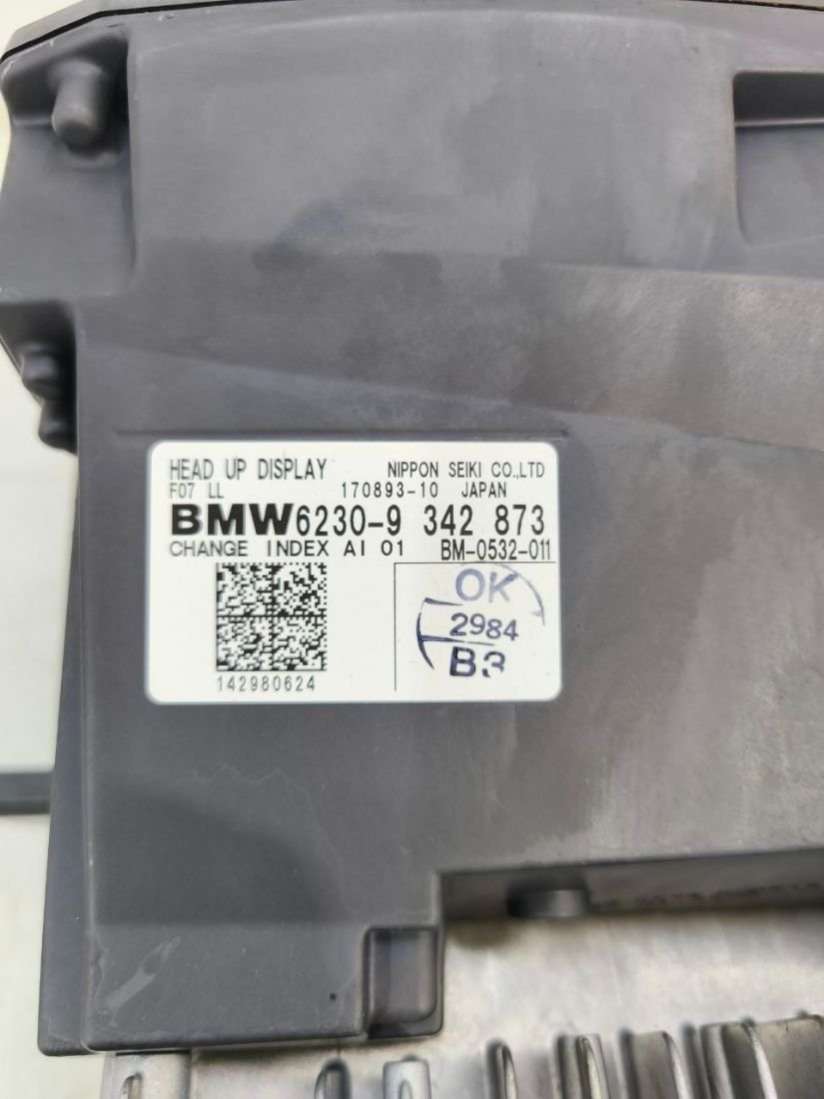 HEAD UP DISPLAY NIPPON SEIKI CO.,LTD
F07 LL 170893-10 JAPAN
BMW6230-9 342 873
CHANGE INDEX AI 01 BM-0532-011
OK
2984
B3
142980624